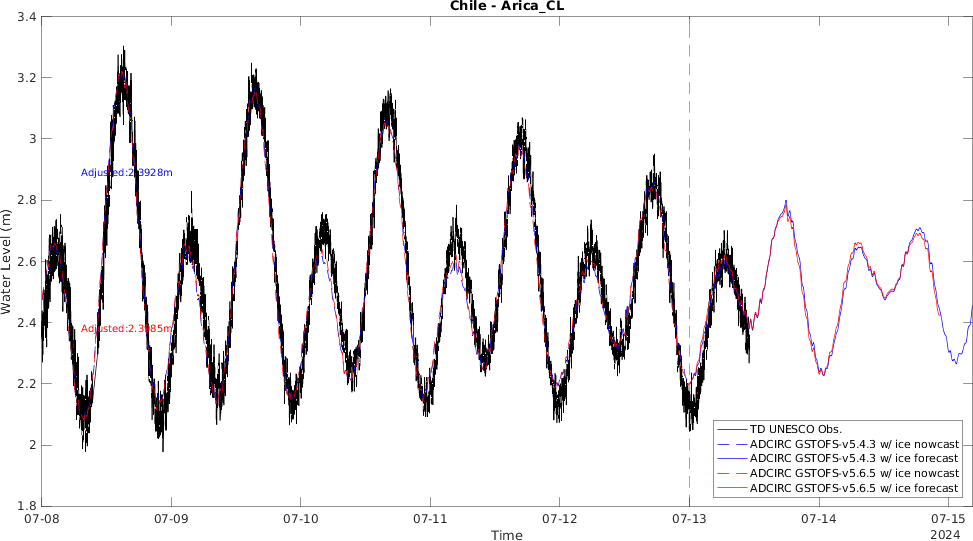 Chile - Arica_CL
3.4
3.2
3
2.8
2.6
2.4
2.2
2
1.8
Water Level (m)
Adjusted:2.3928m
Adjusted:2.3985m
TD UNESCO Obs.
ADCIRC GSTOFS-v5.4.3 w/ ice nowcast
ADCIRC GSTOFS-v5.4.3 w/ ice forecast
ADCIRC GSTOFS-v5.6.5 w/ ice nowcast
ADCIRC GSTOFS-v5.6.5 w/ ice forecast
07-08 07-09 07-10 07-11 07-12 07-13 07-14 07-15
Time
2024